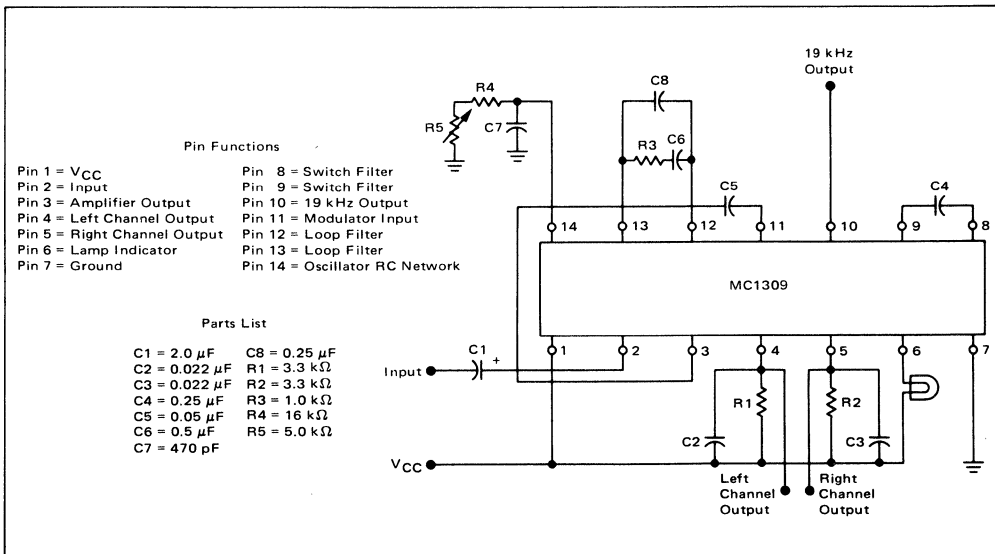 19 kHz
Output
C8
R4
R5
C7
R3
C6
C5
C4
Pin Functions
Pin 1 = VCC
Pin 2 = Input
Pin 3 = Amplifier Output
Pin 4 = Left Channel Output
Pin 5 = Right Channel Output
Pin 6 = Lamp Indicator
Pin 7 = Ground
Pin 8 = Switch Filter
Pin 9 = Switch Filter
Pin 10 = 19 kHz Output
Pin 11 = Modulator Input
Pin 12 = Loop Filter
Pin 13 = Loop Filter
Pin 14 = Oscillator RC Network
14 13 12 11 10 9 8
MC1309
Parts List
C1 = 2.0 μF
C2 = 0.022 μF
C3 = 0.022 μF
C4 = 0.25 μF
C5 = 0.05 μF
C6 = 0.5 μF
C7 = 470 pF
C8 = 0.25 μF
R1 = 3.3 kΩ
R2 = 3.3 kΩ
R3 = 1.0 kΩ
R4 = 16 kΩ
R5 = 5.0 kΩ
1 2 3 4 5 6 7
C1
+
Input
R1
R2
C2
C3
VCC
Left
Channel
Output
Right
Channel
Output